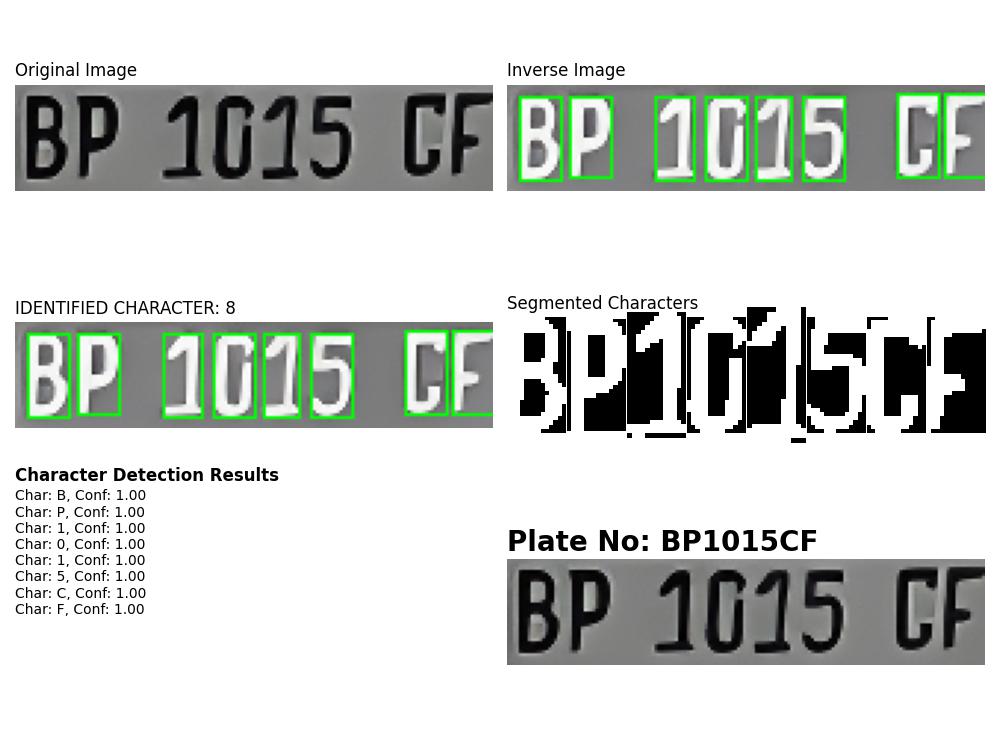 Original Image
BP 1015 CF
Inverse Image
BP 1015 CF
IDENTIFIED CHARACTER: 8
BP 1015 CF
Segmented Characters
BP1015CF
Character Detection Results
Char: B, Conf: 1.00
Char: P, Conf: 1.00
Char: 1, Conf: 1.00
Char: 0, Conf: 1.00
Char: 1, Conf: 1.00
Char: 5, Conf: 1.00
Char: C, Conf: 1.00
Char: F, Conf: 1.00
Plate No: BP1015CF
BP 1015 CF